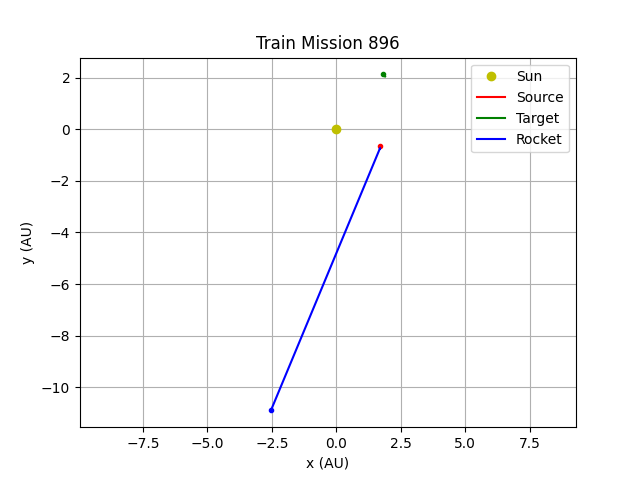 Train Mission 896
Sun
Source
Target
Rocket
2
0
−2
−4
−6
−8
−10
y (AU)
−7.5
−5.0
−2.5
0.0
2.5
5.0
7.5
x (AU)